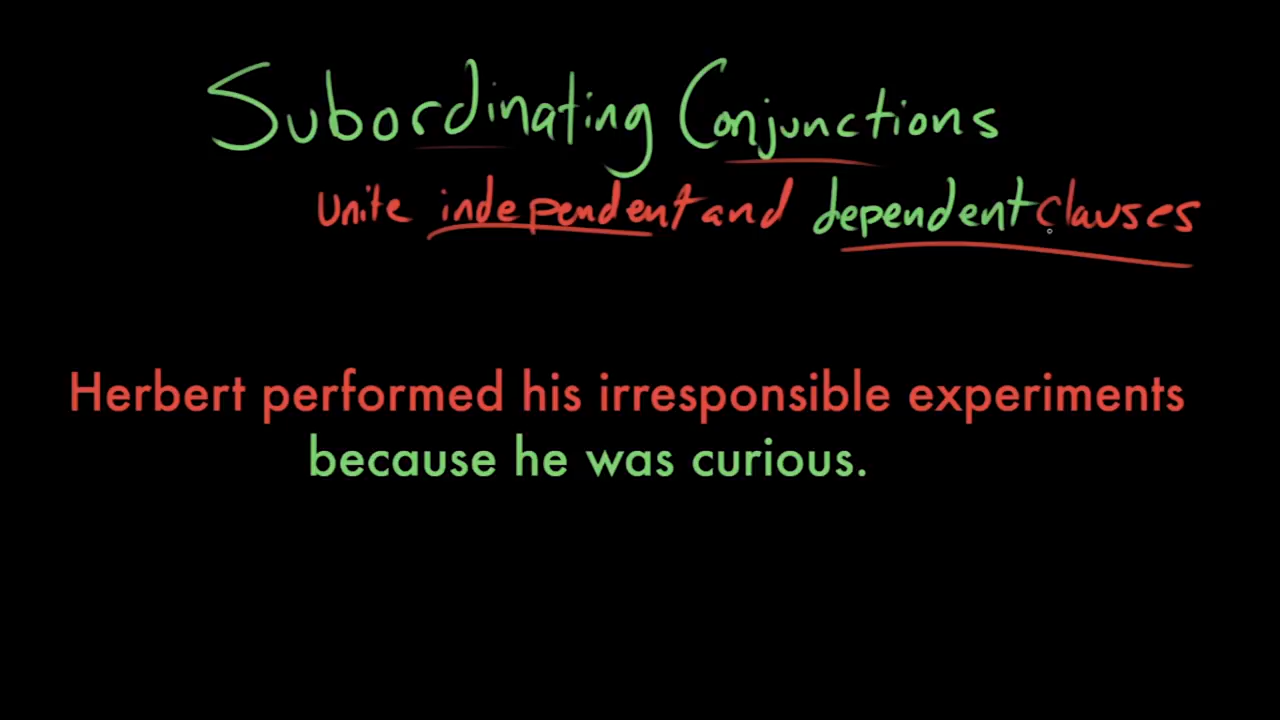 Subordinating Conjunctions
unite independent and dependent clauses
Herbert performed his irresponsible experiments
because he was curious.